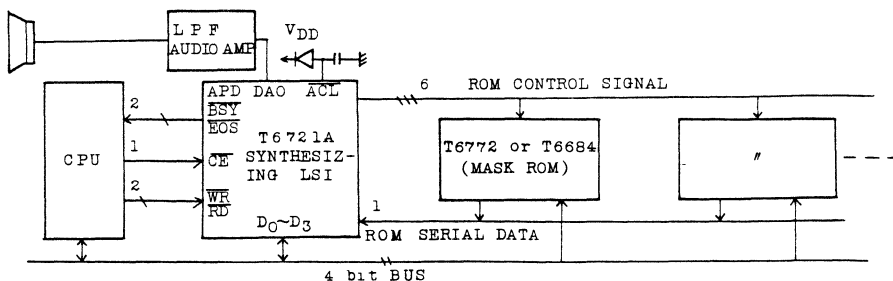 L P F
AUDIO AMP
VDD
APD DAO ACL
6 ROM CONTROL SIGNAL
2
BSY
EOS
T6721A
SYNTHESIZ-
ING LSI
CPU
1
CE
2
WR
RD
D0~D3
T6772 or T6684
(MASK ROM)
〃
1
ROM SERIAL DATA
4 bit BUS